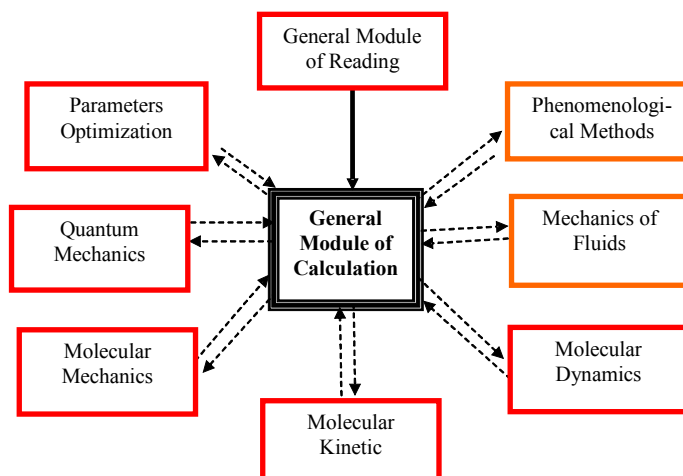 General Module
of Reading
Parameters
Optimization
Phenomenologi-
cal Methods
Quantum
Mechanics
General
Module of
Calculation
Mechanics of
Fluids
Molecular
Mechanics
Molecular
Kinetic
Molecular
Dynamics